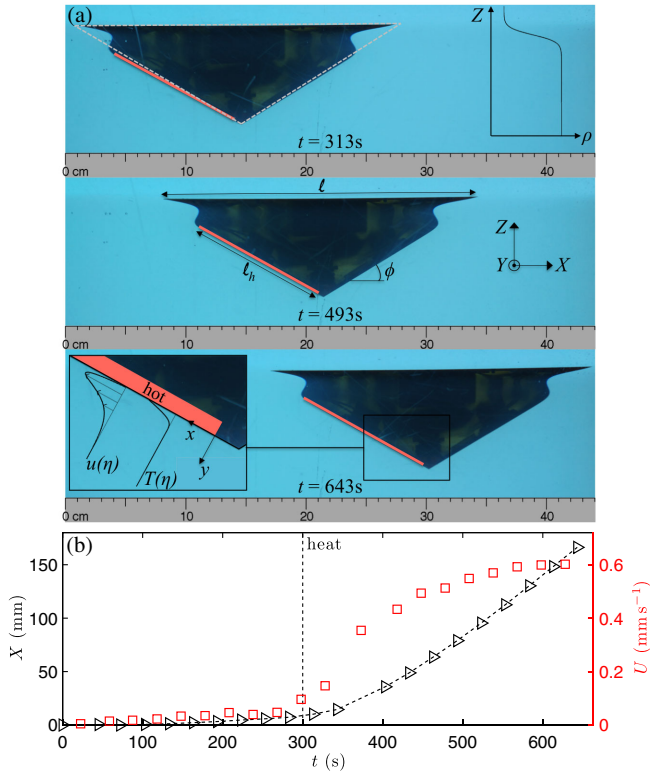 (a)
Z
ρ
t = 313s
0 cm 10 20 30 40
ℓ
ℓh
ϕ
Z
Y X
t = 493s
0 cm 10 20 30 40
hot
x
y
u(η)
T(η)
t = 643s
0 cm 10 20 30 40
(b)
heat
150 100 50 0
X (mm)
0.6 0.4 0.2 0
U (mm s⁻¹)
0 100 200 300 400 500 600
t (s)